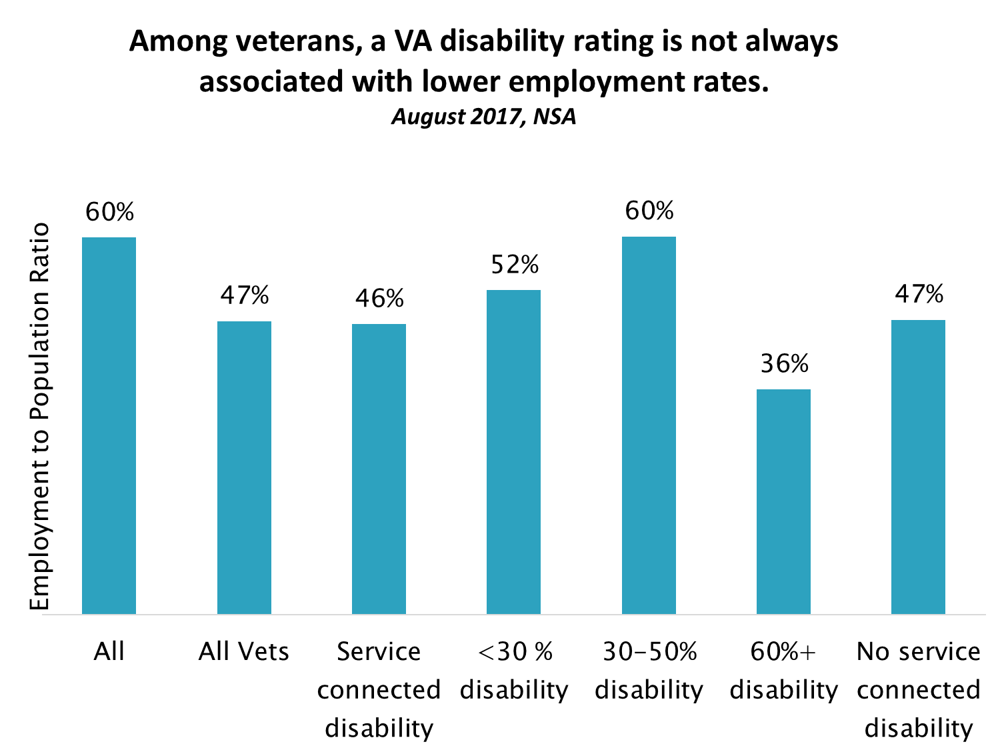 Among veterans, a VA disability rating is not always
associated with lower employment rates.
August 2017, NSA
Employment to Population Ratio
60%
47%
46%
52%
60%
36%
47%
All
All Vets
Service
connected
disability
<30 %
disability
30-50%
disability
60%+
disability
No service
connected
disability